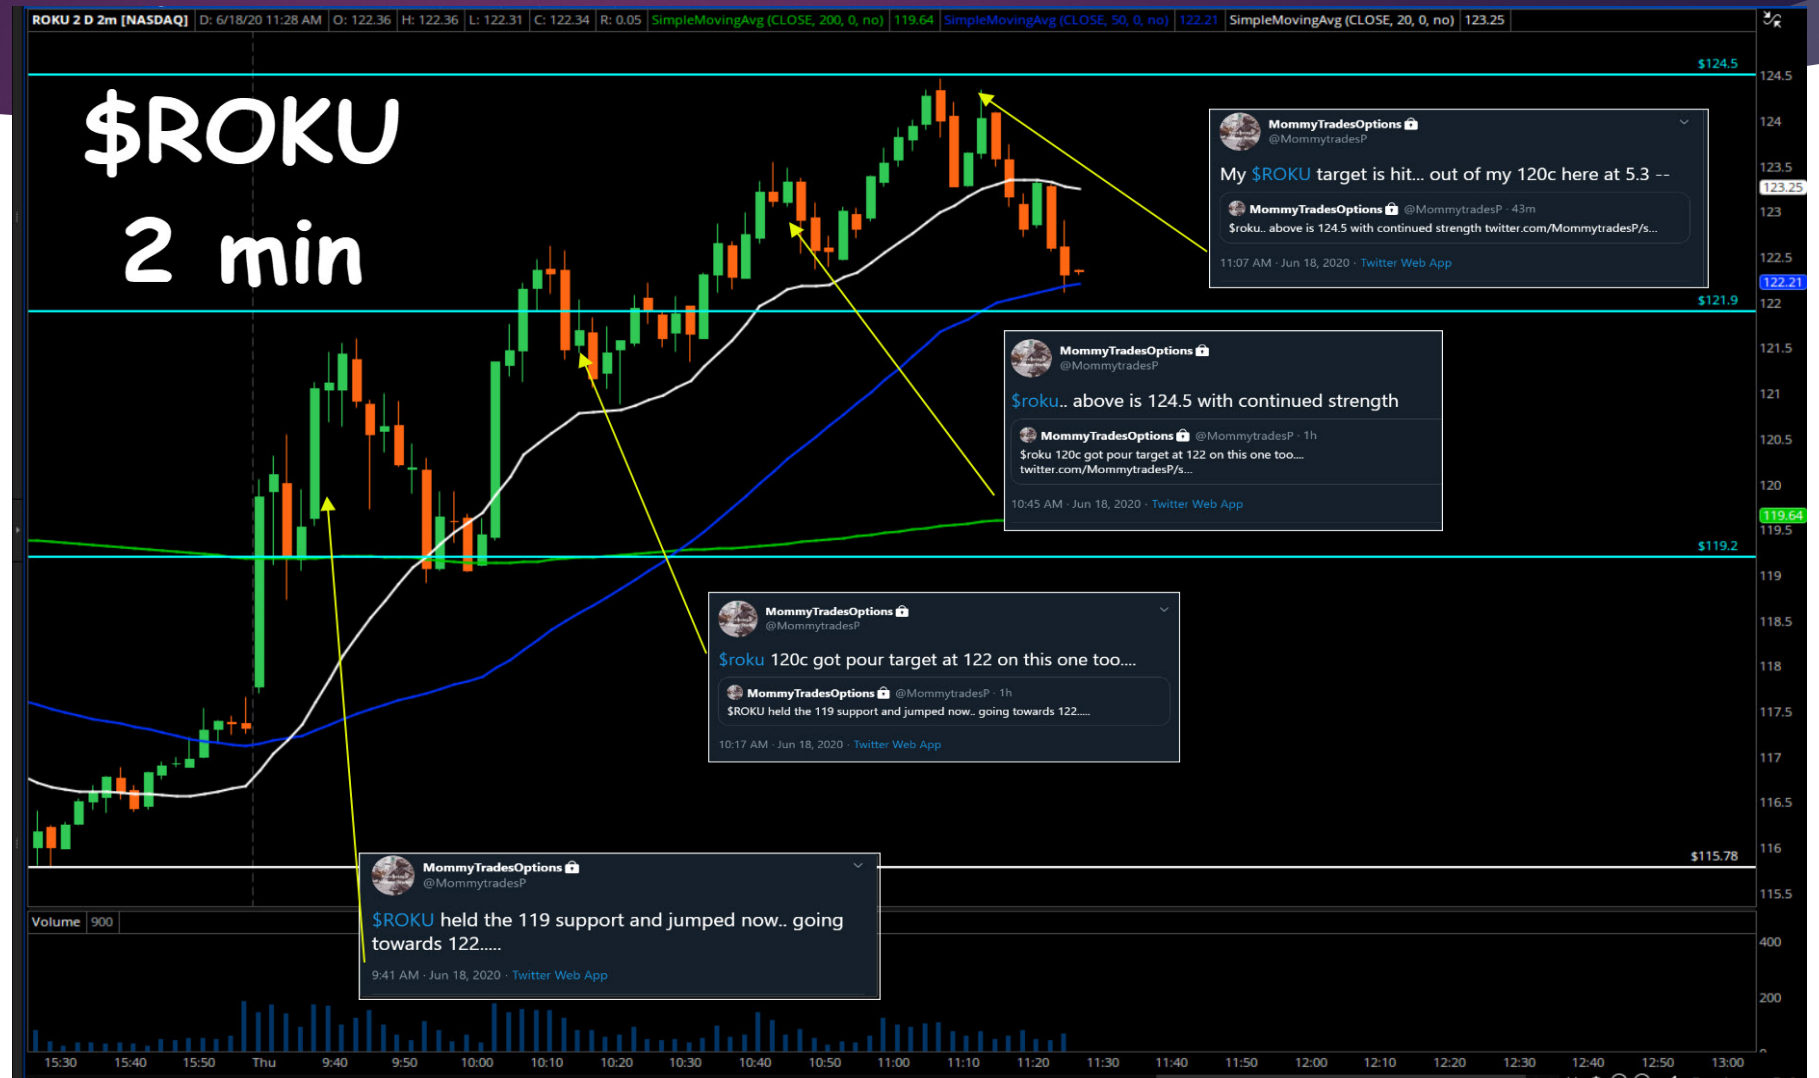 ROKU 2 D 2m [NASDAQ] D: 6/18/20 11:28 AM O: 122.36 H: 122.36 L: 122.31 C: 122.34 R: 0.05 SimpleMovingAvg (CLOSE, 200, 0, no) 119.64 SimpleMovingAvg (CLOSE, 50, 0, no) 122.21 SimpleMovingAvg (CLOSE, 20, 0, no) 123.25
$ROKU
2 min
$124.5
$121.9
$119.2
$115.78
MommyTradesOptions
@MommytradesP
My $ROKU target is hit... out of my 120c here at 5.3 --
MommyTradesOptions @MommytradesP · 43m
$roku.. above is 124.5 with continued strength twitter.com/MommytradesP/s...
11:07 AM · Jun 18, 2020 · Twitter Web App
MommyTradesOptions
@MommytradesP
$roku.. above is 124.5 with continued strength
MommyTradesOptions @MommytradesP · 1h
$roku 120c got pour target at 122 on this one too....
twitter.com/MommytradesP/s...
10:45 AM · Jun 18, 2020 · Twitter Web App
MommyTradesOptions
@MommytradesP
$roku 120c got pour target at 122 on this one too....
MommyTradesOptions @MommytradesP · 1h
$ROKU held the 119 support and jumped now.. going towards 122.....
10:17 AM · Jun 18, 2020 · Twitter Web App
MommyTradesOptions
@MommytradesP
$ROKU held the 119 support and jumped now.. going
towards 122.....
9:41 AM · Jun 18, 2020 · Twitter Web App
124.5
124
123.5
123.25
123
122.5
122.21
122
121.5
121
120.5
120
119.64
119.5
119
118.5
118
117.5
117
116.5
116
115.5
Volume 900
400
200
15:30 15:40 15:50 Thu 9:40 9:50 10:00 10:10 10:20 10:30 10:40 10:50 11:00 11:10 11:20 11:30 11:40 11:50 12:00 12:10 12:20 12:30 12:40 12:50 13:00